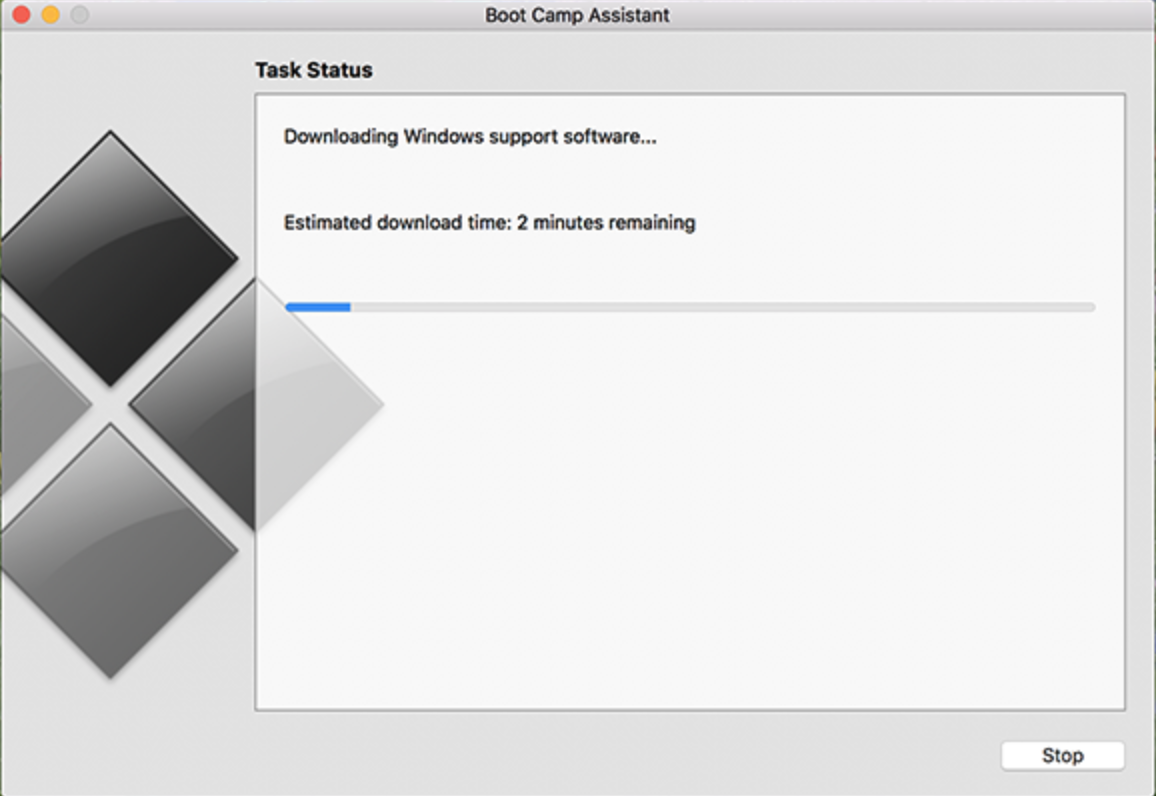 Boot Camp Assistant
Task Status
Downloading Windows support software...
Estimated download time: 2 minutes remaining
Stop